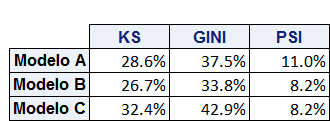 KS GINI PSI
Modelo A 28.6% 37.5% 11.0%
Modelo B 26.7% 33.8% 8.2%
Modelo C 32.4% 42.9% 8.2%